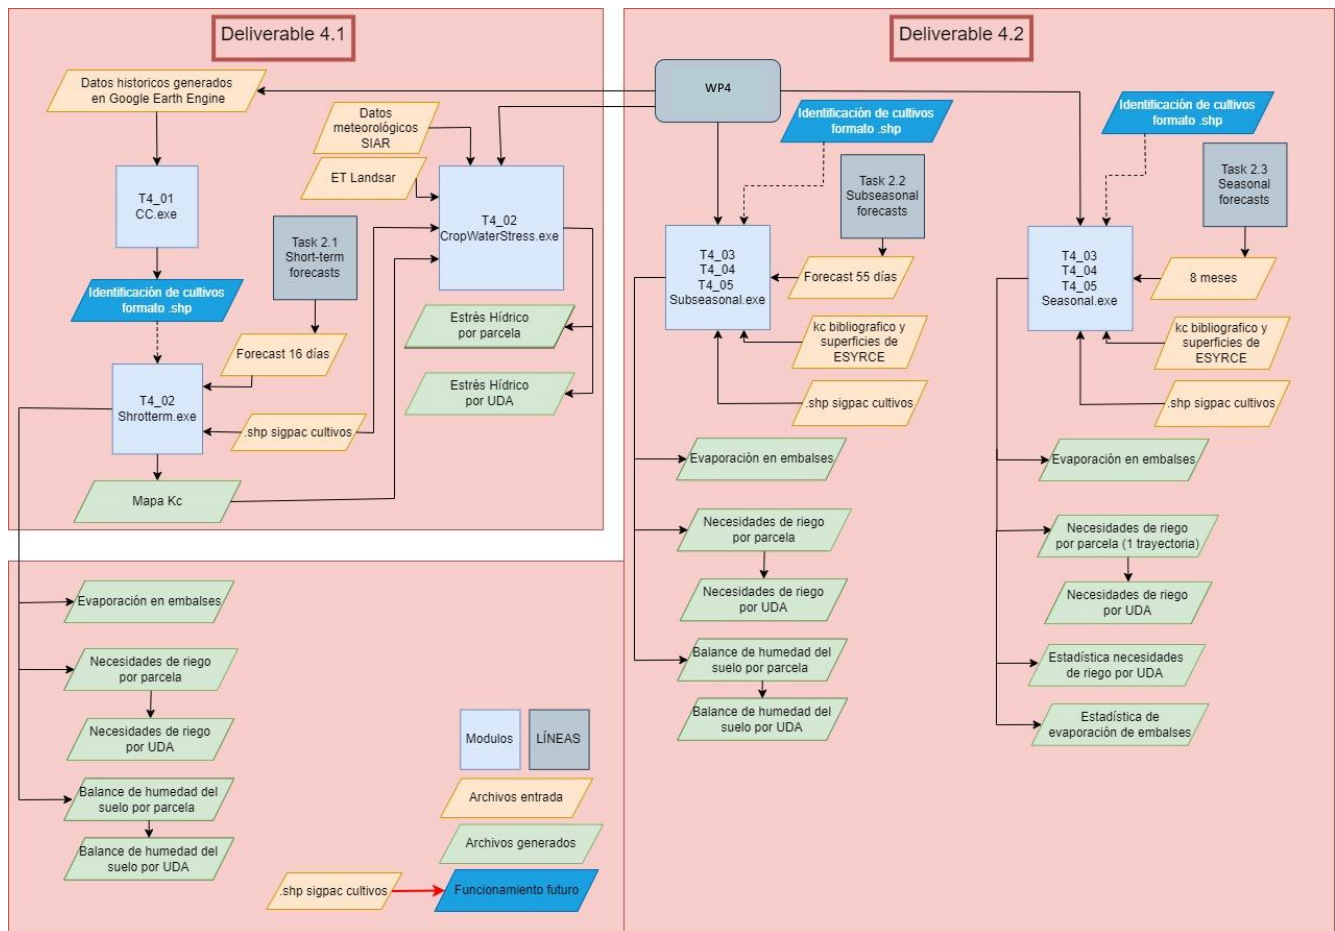 Deliverable 4.1
Datos historicos generados
en Google Earth Engine
Datos
meteorológicos
SIAR
ET Landsar
T4_01
CC.exe
T4_02
CropWaterStress.exe
Task 2.1
Short-term
forecasts
Identificación de cultivos
formato .shp
Forecast 16 días
Estrés Hídrico
por parcela
Estrés Hídrico
por UDA
T4_02
Shrotterm.exe
.shp sigpac cultivos
Mapa Kc
Evaporación en embalses
Necesidades de riego
por parcela
Necesidades de riego
por UDA
Balance de humedad del
suelo por parcela
Balance de humedad del
suelo por UDA
Modulos
LÍNEAS
Archivos entrada
Archivos generados
.shp sigpac cultivos
Funcionamiento futuro
Deliverable 4.2
WP4
Identificación de cultivos
formato .shp
Task 2.2
Subseasonal
forecasts
T4_03
T4_04
T4_05
Subseasonal.exe
Forecast 55 días
kc bibliografico y
superficies de
ESYRCE
.shp sigpac cultivos
Evaporación en embalses
Necesidades de riego
por parcela
Necesidades de riego
por UDA
Balance de humedad del
suelo por parcela
Balance de humedad del
suelo por UDA
Identificación de cultivos
formato .shp
Task 2.3
Seasonal
forecasts
T4_03
T4_04
T4_05
Seasonal.exe
8 meses
kc bibliografico y
superficies de
ESYRCE
.shp sigpac cultivos
Evaporación en embalses
Necesidades de riego
por parcela (1 trayectoria)
Necesidades de riego
por UDA
Estadística necesidades
de riego por UDA
Estadística de
evaporación de embalses